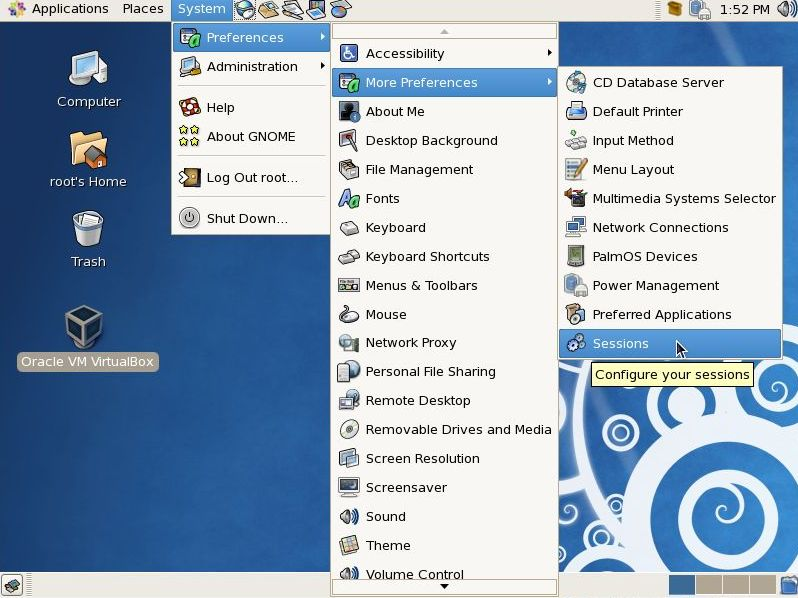 Applications Places System
1:52 PM
Computer
root's Home
Trash
Oracle VM VirtualBox
Preferences
Administration
Help
About GNOME
Log Out root...
Shut Down...
Accessibility
More Preferences
About Me
Desktop Background
File Management
Fonts
Keyboard
Keyboard Shortcuts
Menus & Toolbars
Mouse
Network Proxy
Personal File Sharing
Remote Desktop
Removable Drives and Media
Screen Resolution
Screensaver
Sound
Theme
Volume Control
CD Database Server
Default Printer
Input Method
Menu Layout
Multimedia Systems Selector
Network Connections
PalmOS Devices
Power Management
Preferred Applications
Sessions
Configure your sessions